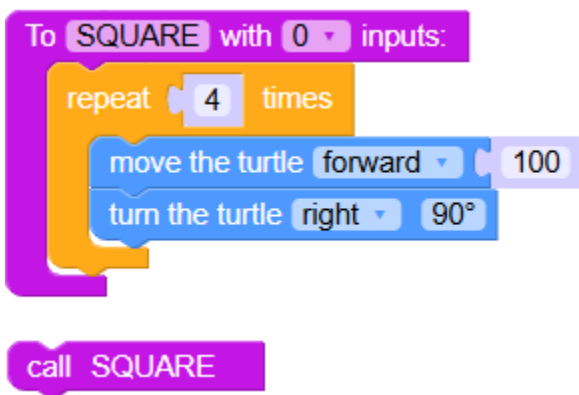 To SQUARE with 0 inputs:
repeat 4 times
move the turtle forward 100
turn the turtle right 90°
call SQUARE